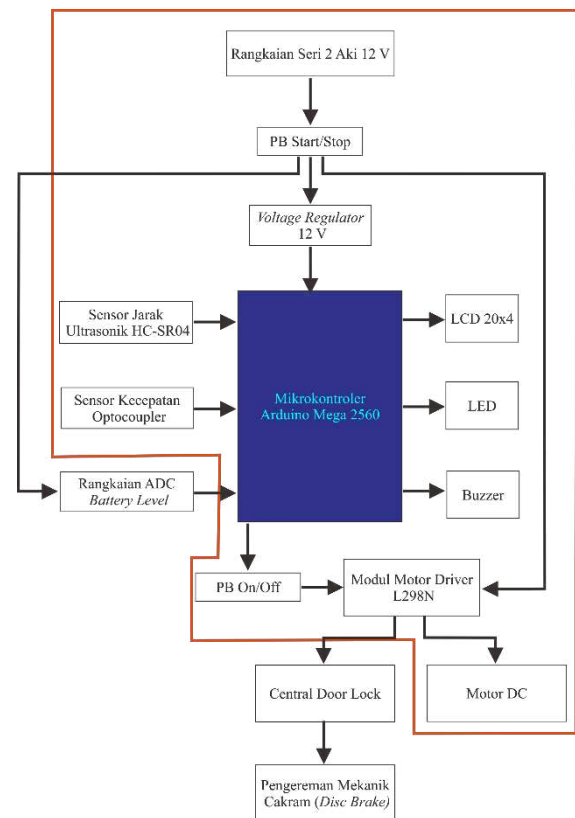 Rangkaian Seri 2 Aki 12 V
PB Start/Stop
Voltage Regulator
12 V
Sensor Jarak
Ultrasonik HC-SR04
LCD 20x4
Sensor Kecepatan
Optocoupler
Mikrokontroler
Arduino Mega 2560
LED
Rangkaian ADC
Battery Level
Buzzer
PB On/Off
Modul Motor Driver
L298N
Central Door Lock
Motor DC
Pengereman Mekanik
Cakram (Disc Brake)